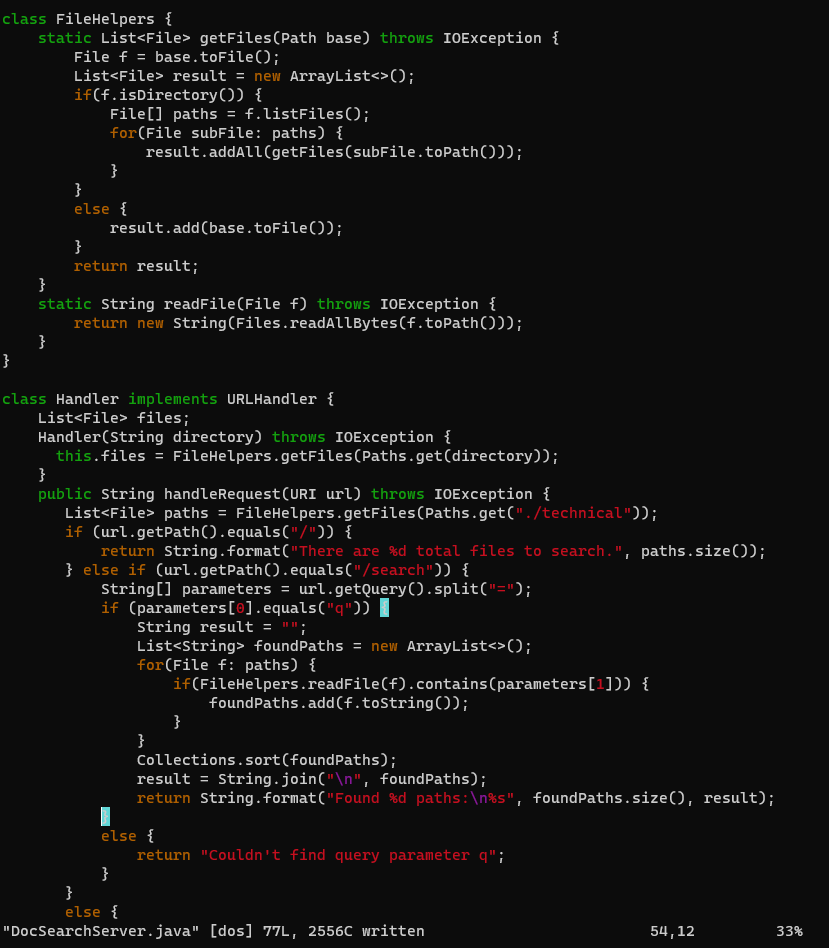 class FileHelpers {
    static List<File> getFiles(Path base) throws IOException {
        File f = base.toFile();
        List<File> result = new ArrayList<>();
        if(f.isDirectory()) {
            File[] paths = f.listFiles();
            for(File subFile: paths) {
                result.addAll(getFiles(subFile.toPath()));
            }
        }
        else {
            result.add(base.toFile());
        }
        return result;
    }
    static String readFile(File f) throws IOException {
        return new String(Files.readAllBytes(f.toPath()));
    }
}

class Handler implements URLHandler {
    List<File> files;
    Handler(String directory) throws IOException {
      this.files = FileHelpers.getFiles(Paths.get(directory));
    }
    public String handleRequest(URI url) throws IOException {
       List<File> paths = FileHelpers.getFiles(Paths.get("./technical"));
       if (url.getPath().equals("/")) {
           return String.format("There are %d total files to search.", paths.size());
       } else if (url.getPath().equals("/search")) {
           String[] parameters = url.getQuery().split("=");
           if (parameters[0].equals("q")) {
               String result = "";
               List<String> foundPaths = new ArrayList<>();
               for(File f: paths) {
                   if(FileHelpers.readFile(f).contains(parameters[1])) {
                       foundPaths.add(f.toString());
                   }
               }
               Collections.sort(foundPaths);
               result = String.join("\n", foundPaths);
               return String.format("Found %d paths:\n%s", foundPaths.size(), result);
           }
           else {
               return "Couldn't find query parameter q";
           }
       }
       else {
"DocSearchServer.java" [dos] 77L, 2556C written                         54,12         33%